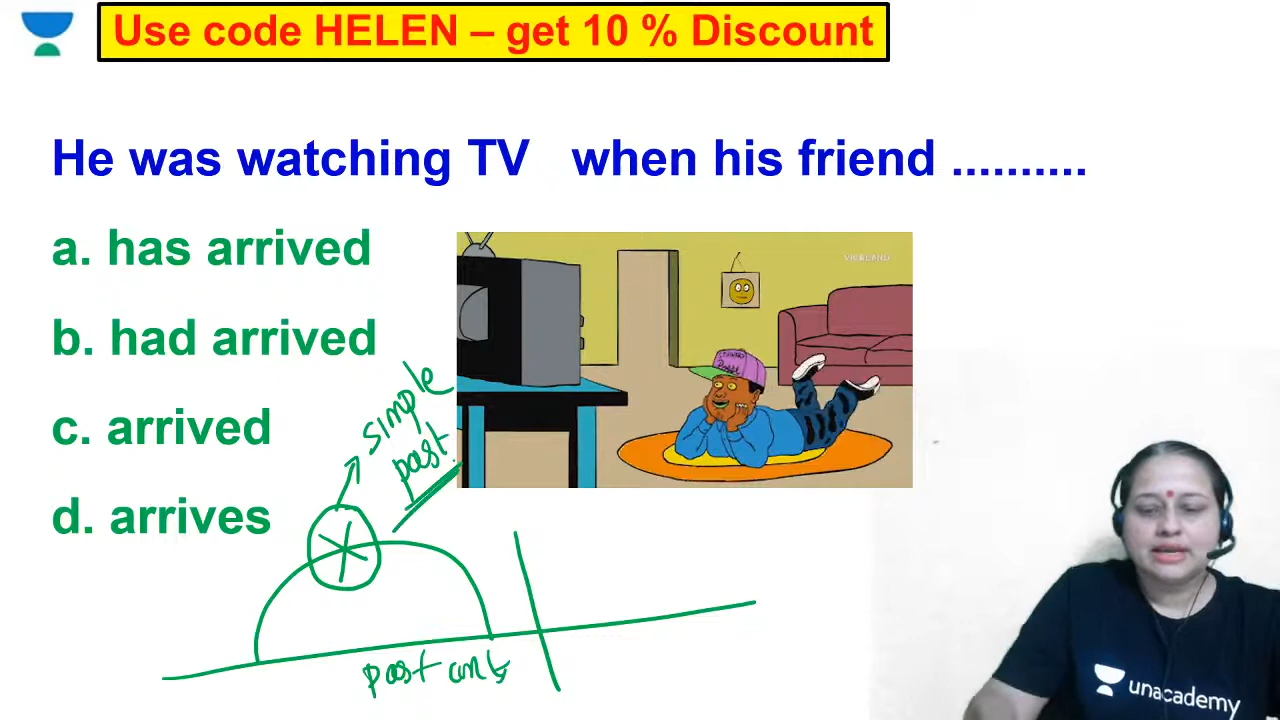 Use code HELEN – get 10 % Discount
He was watching TV when his friend ..........
a. has arrived
b. had arrived
c. arrived
d. arrives
simple
past
past
VICELAND
unacademy